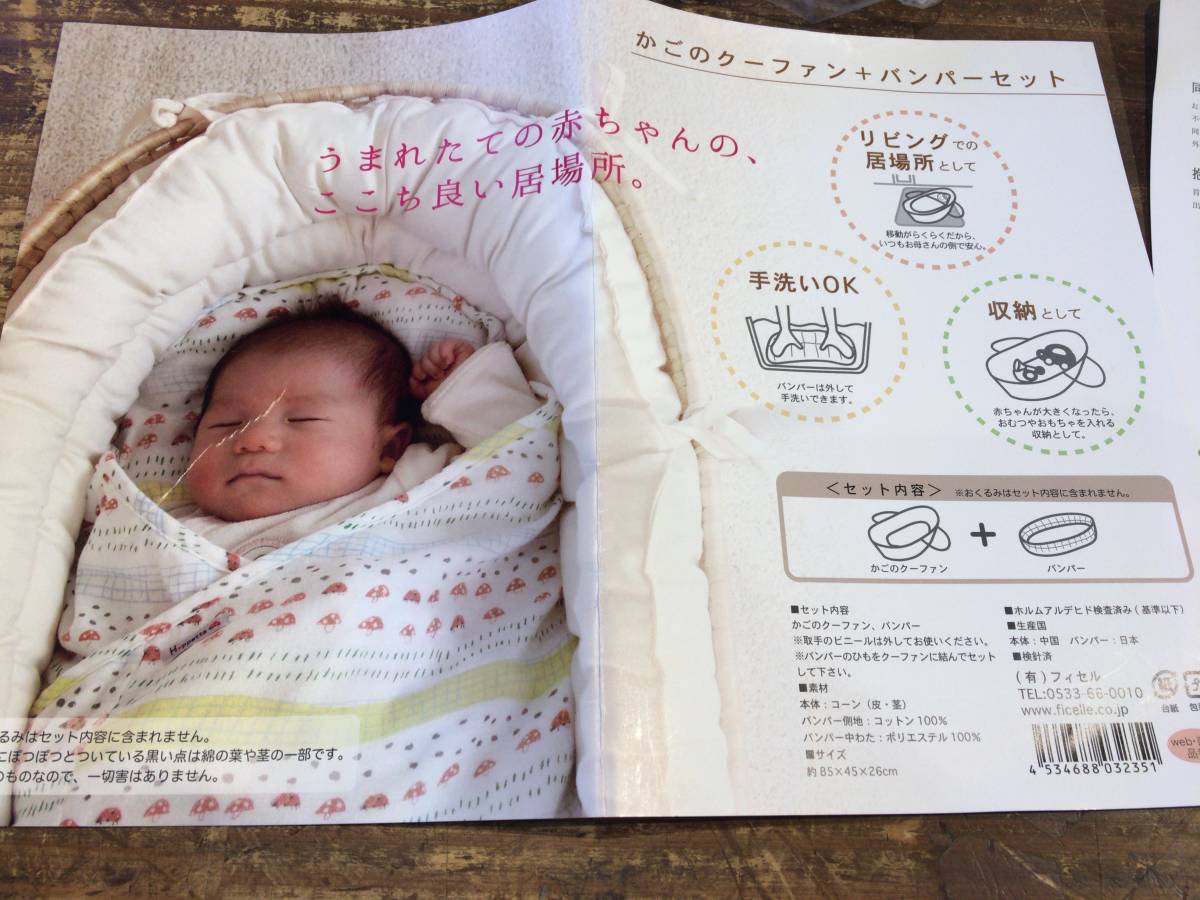 うまれたての赤ちゃんの、
ここち良い居場所。
るみはセット内容に含まれません。
にぽつぽつとついている黒い点は綿の葉や茎の一部です。
のものなので、一切害はありません。
かごのクーファン＋バンパーセット
リビングでの
居場所として
移動がらくらくだから、
いつもお母さんの側で安心。
手洗いOK
バンパーは外して
手洗いできます。
収納として
赤ちゃんが大きくなったら、
おむつやおもちゃを入れる
収納として。
＜セット内容＞ ※おくるみはセット内容に含まれません。
かごのクーファン
＋
バンパー
■セット内容
かごのクーファン、バンパー
※取手のビニールは外してお使いください。
※バンパーのひもをクーファンに結んでセット
して下さい。
■素材
本体：コーン（皮・茎）
バンパー側地：コットン100%
バンパー中わた：ポリエステル100%
■サイズ
約85×45×26cm
■ホルムアルデヒド検査済み（基準以下）
■生産国
本体：中国　バンパー：日本
■検針済
（有）フィセル
TEL:0533-66-0010
www.ficelle.co.jp
台紙
4 534688 032351
web・